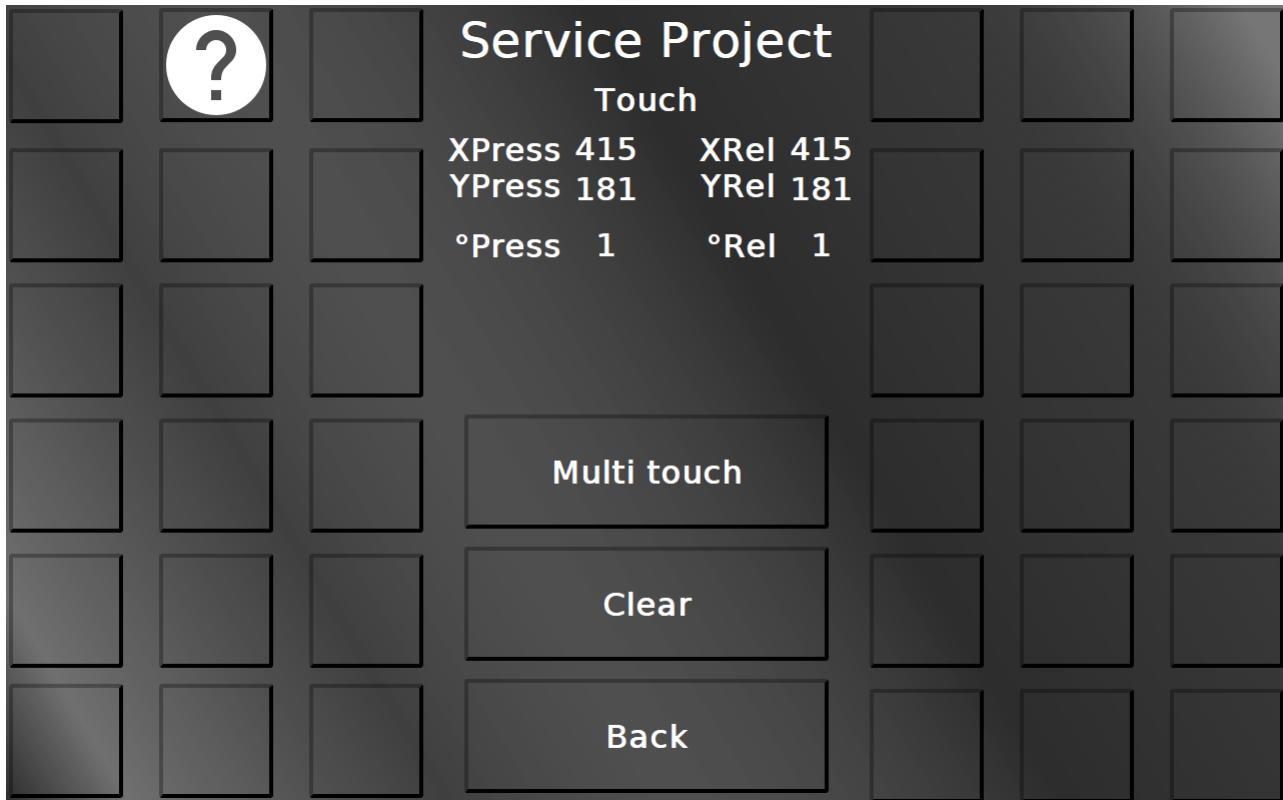 ?
Service Project
Touch
XPress 415 XRel 415
YPress 181 YRel 181
°Press 1 °Rel 1
Multi touch
Clear
Back